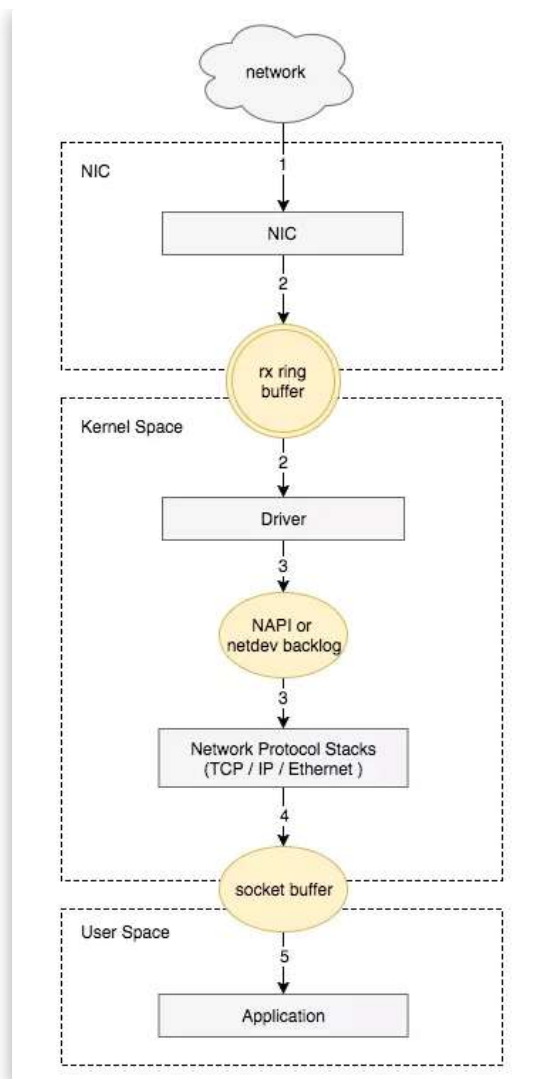 network
1
NIC
NIC
2
rx ring
buffer
Kernel Space
2
Driver
3
NAPI or
netdev backlog
3
Network Protocol Stacks
(TCP / IP / Ethernet )
4
socket buffer
User Space
5
Application